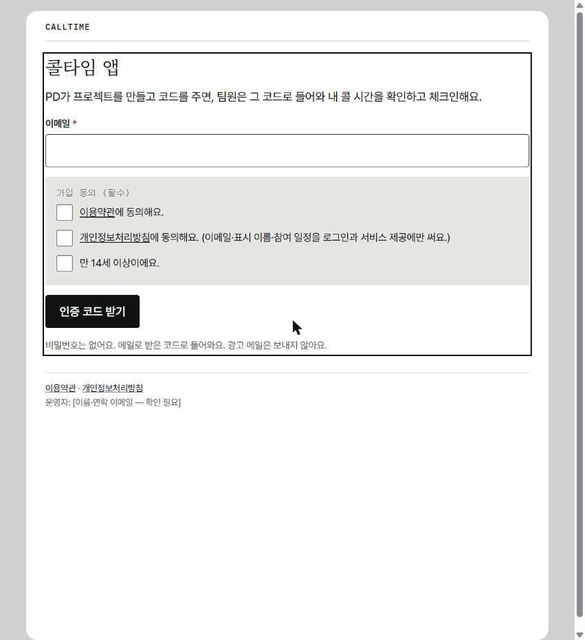 CALLTIME
콜타임 앱
PD가 프로젝트를 만들고 코드를 주면, 팀원은 그 코드로 들어와 내 콜 시간을 확인하고 체크인해요.
이메일 *
가입 동의 (필수)
이용약관에 동의해요.
개인정보처리방침에 동의해요. (이메일·표시 이름·참여 일정을 로그인과 서비스 제공에만 써요.)
만 14세 이상이에요.
인증 코드 받기
비밀번호는 없어요. 메일로 받은 코드로 들어와요. 광고 메일은 보내지 않아요.
이용약관 · 개인정보처리방침
운영자: [이름·연락 이메일 — 확인 필요]